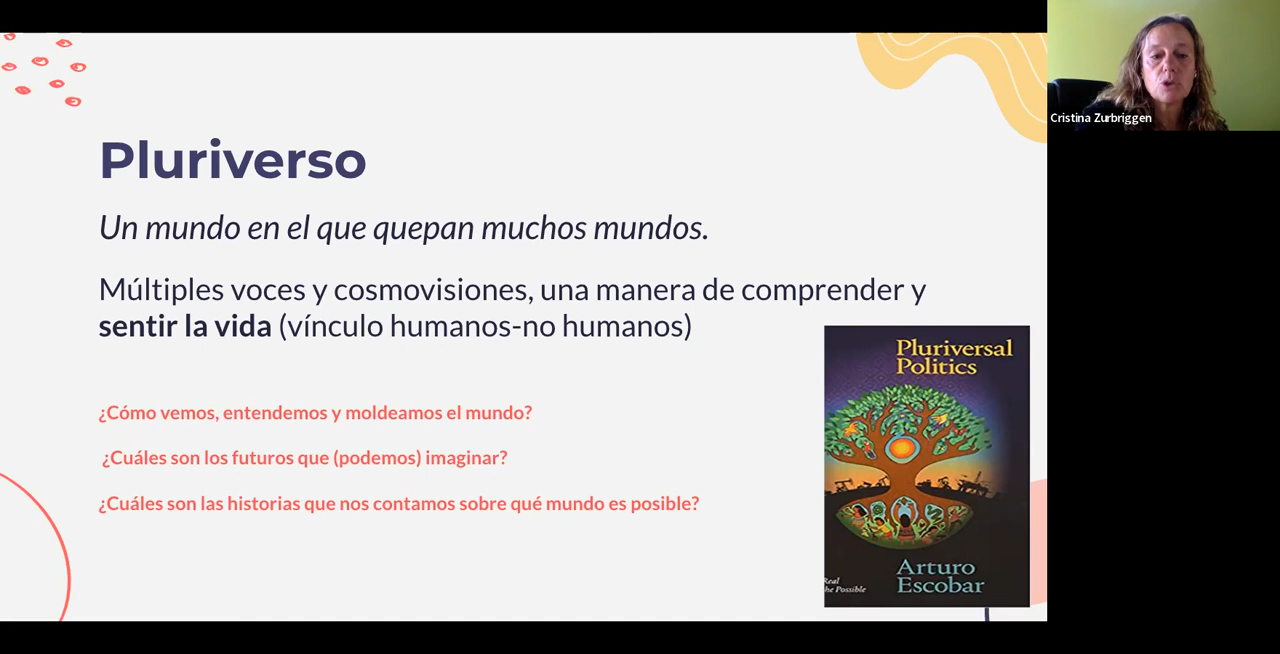 Pluriverso
Un mundo en el que quepan muchos mundos.
Múltiples voces y cosmovisiones, una manera de comprender y
sentir la vida (vínculo humanos-no humanos)
¿Cómo vemos, entendemos y moldeamos el mundo?
¿Cuáles son los futuros que (podemos) imaginar?
¿Cuáles son las historias que nos contamos sobre qué mundo es posible?
Pluriversal
Politics
Arturo
Escobar
Real
he Possible
Cristina Zurbriggen